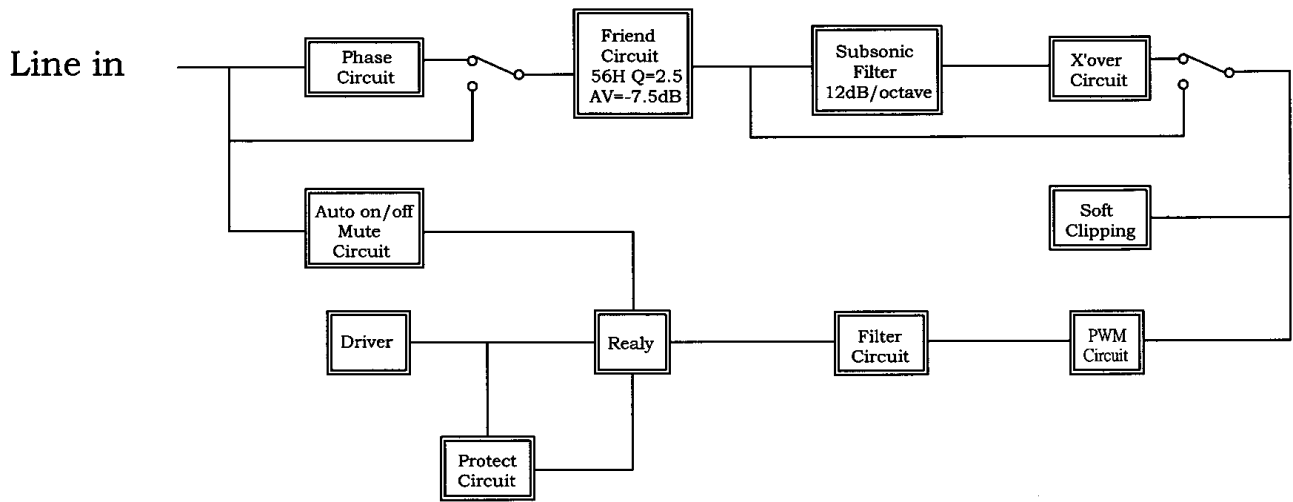 Line in
Phase
Circuit
Friend
Circuit
56H Q=2.5
AV=-7.5dB
Subsonic
Filter
12dB/octave
X'over
Circuit
Auto on/off
Mute
Circuit
Soft
Clipping
Driver
Realy
Filter
Circuit
PWM
Circuit
Protect
Circuit